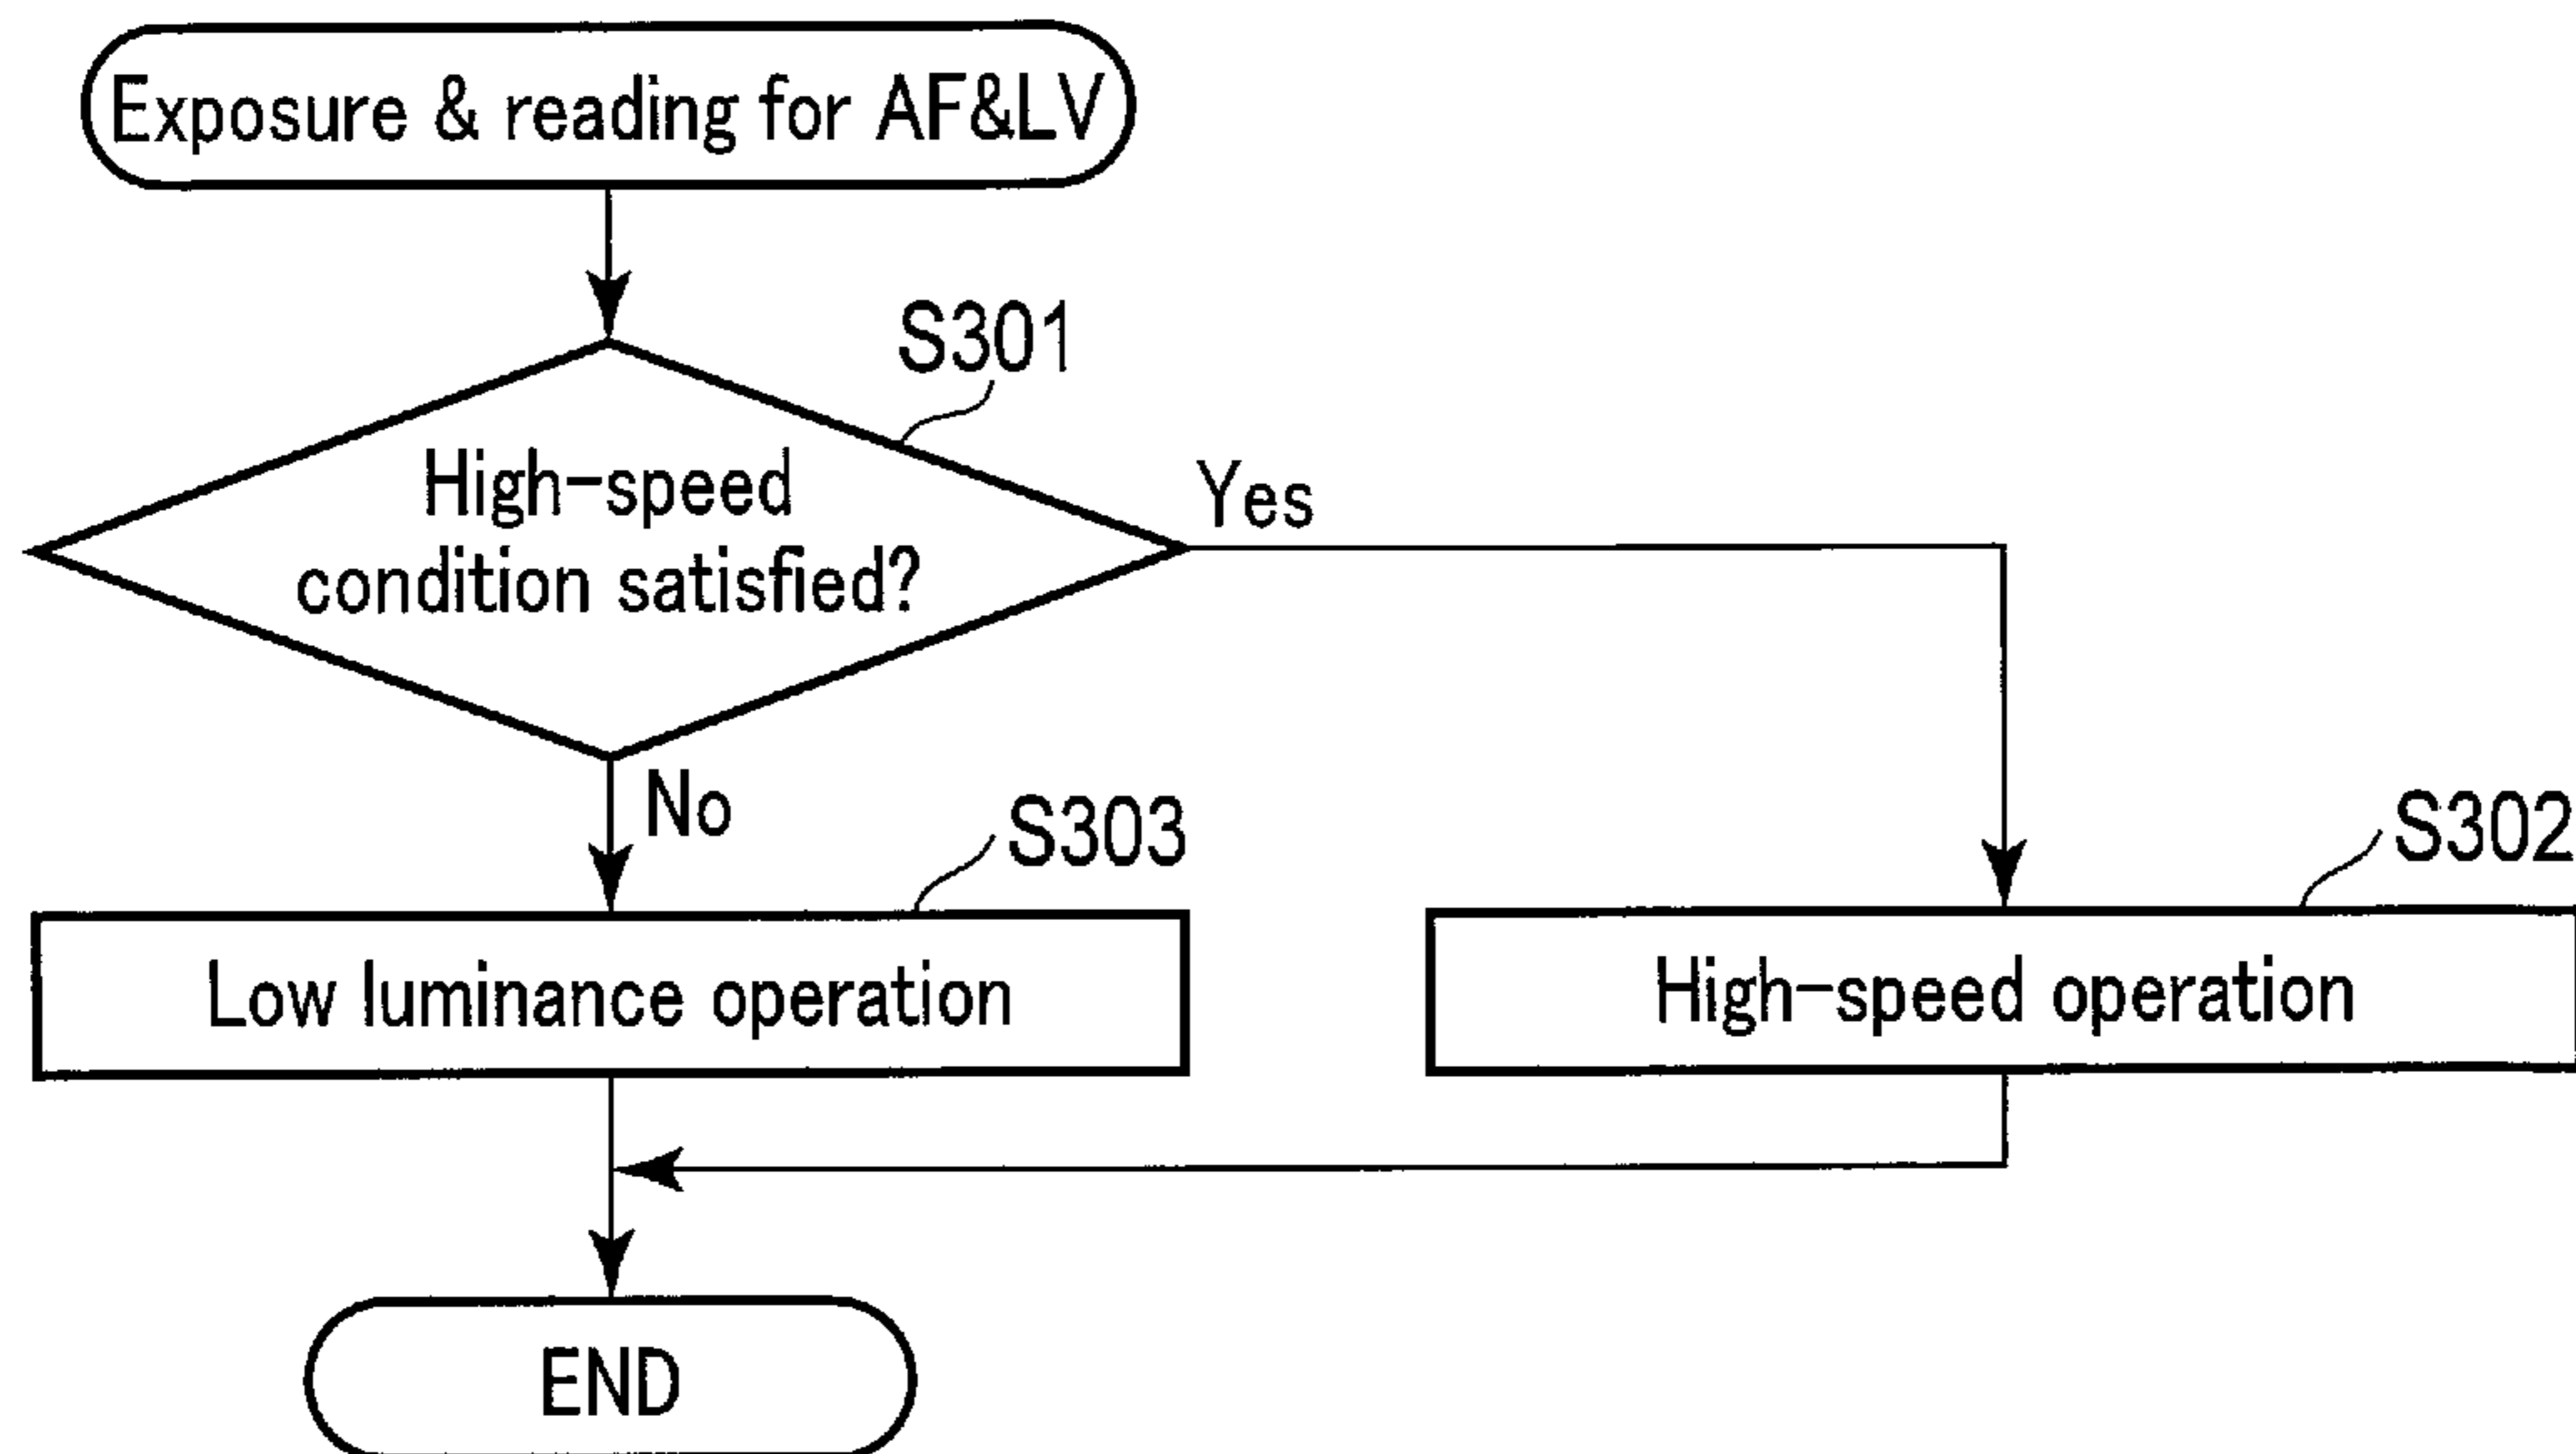 Exposure & reading for AF&LV
S301
High-speed
condition satisfied?
Yes
No
S303
S302
Low luminance operation
High-speed operation
END